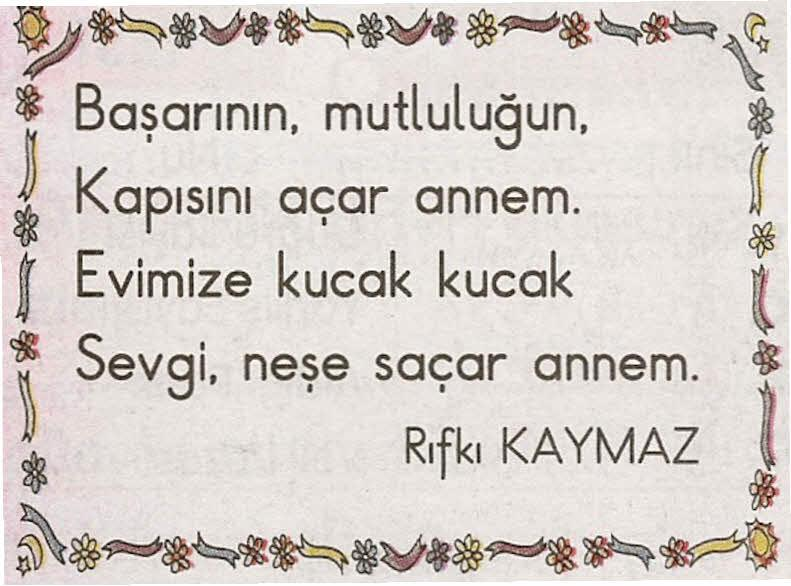 Başarının, mutluluğun,
Kapısını açar annem.
Evimize kucak kucak
Sevgi, neşe saçar annem.
Rıfkı KAYMAZ